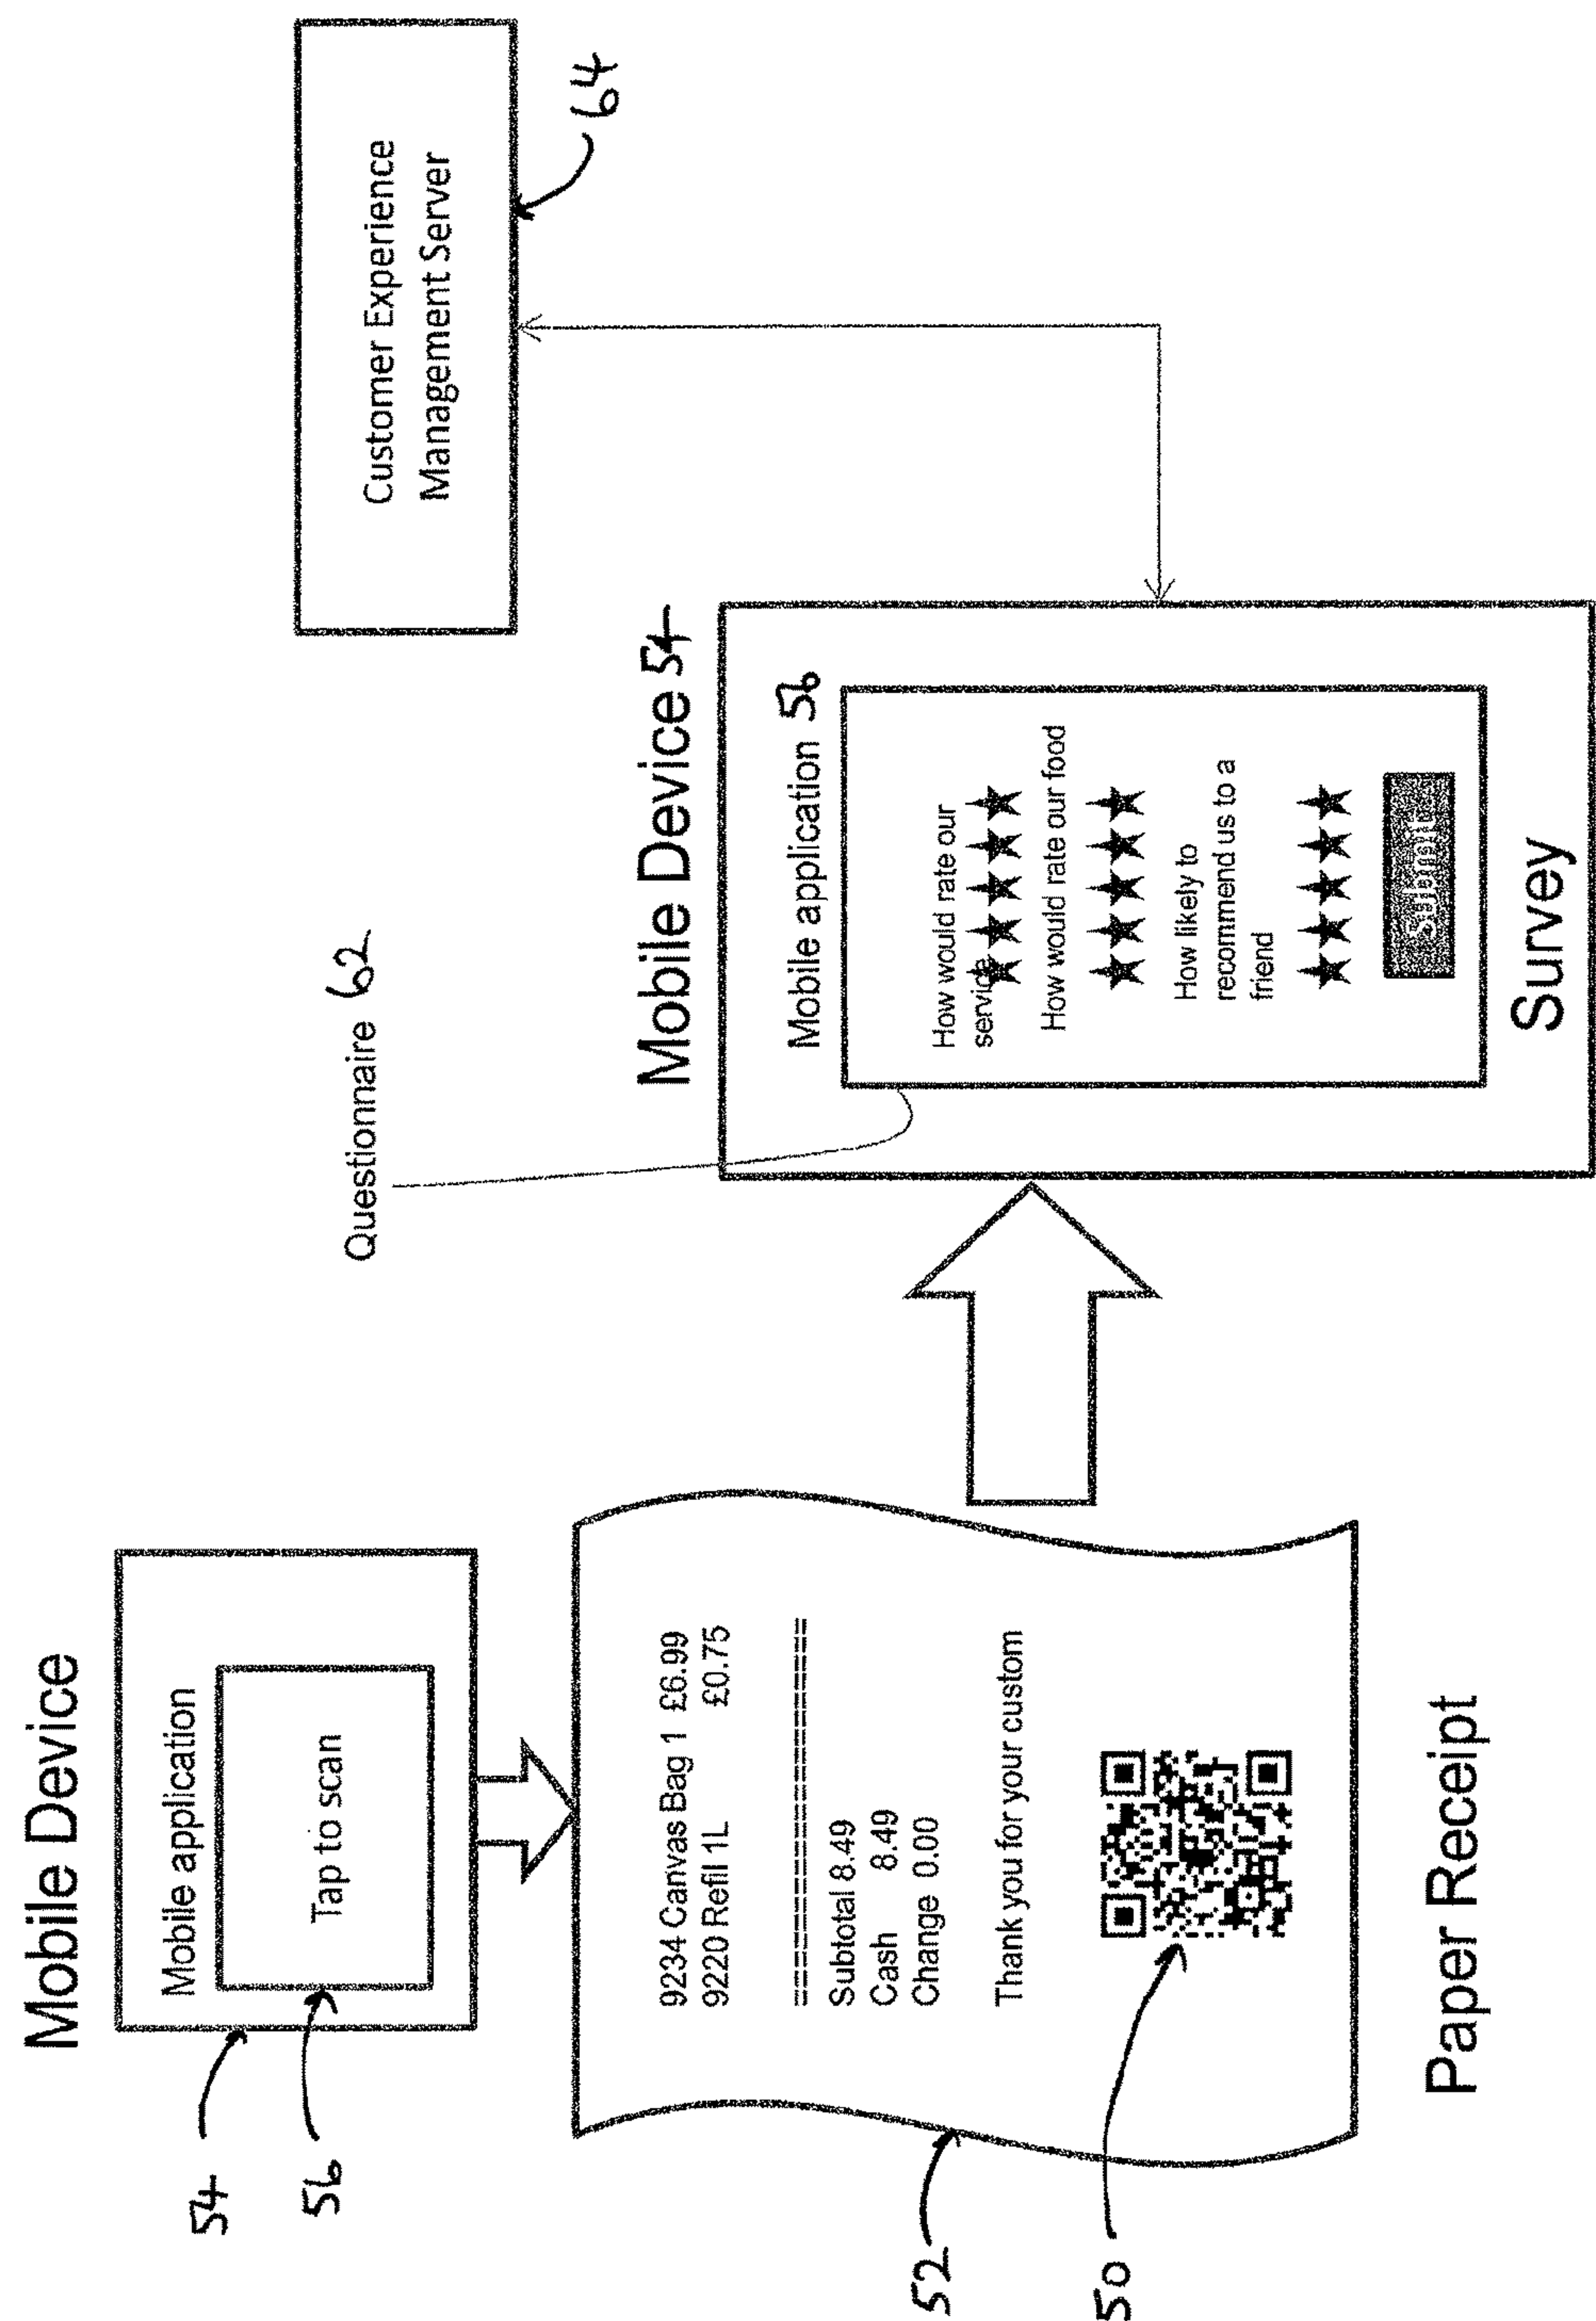 Mobile Device
Mobile application
Tap to scan
54
56
9234 Canvas Bag 1 £6.99
9220 Refil 1L £0.75
======================
Subtotal 8.49
Cash 8.49
Change 0.00
Thank you for your custom
52
50
Paper Receipt
Questionnaire 62
Mobile Device 54
Mobile application 56
How would rate our
service
How would rate our food
How likely to
recommend us to a
friend
Submit
Survey
Customer Experience
Management Server
64